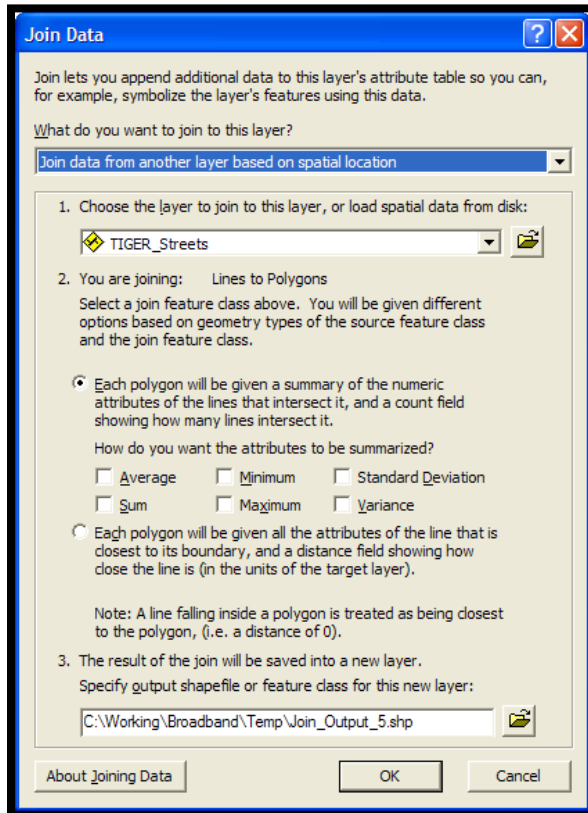 Join Data
Join lets you append additional data to this layer's attribute table so you can,
for example, symbolize the layer's features using this data.
What do you want to join to this layer?
Join data from another layer based on spatial location
1. Choose the layer to join to this layer, or load spatial data from disk:
TIGER_Streets
2. You are joining: Lines to Polygons
Select a join feature class above. You will be given different
options based on geometry types of the source feature class
and the join feature class.
Each polygon will be given a summary of the numeric
attributes of the lines that intersect it, and a count field
showing how many lines intersect it.
How do you want the attributes to be summarized?
Average Minimum Standard Deviation
Sum Maximum Variance
Each polygon will be given all the attributes of the line that is
closest to its boundary, and a distance field showing how
close the line is (in the units of the target layer).
Note: A line falling inside a polygon is treated as being closest
to the polygon, (i.e. a distance of 0).
3. The result of the join will be saved into a new layer.
Specify output shapefile or feature class for this new layer:
C:\Working\Broadband\Temp\Join_Output_5.shp
About Joining Data OK Cancel